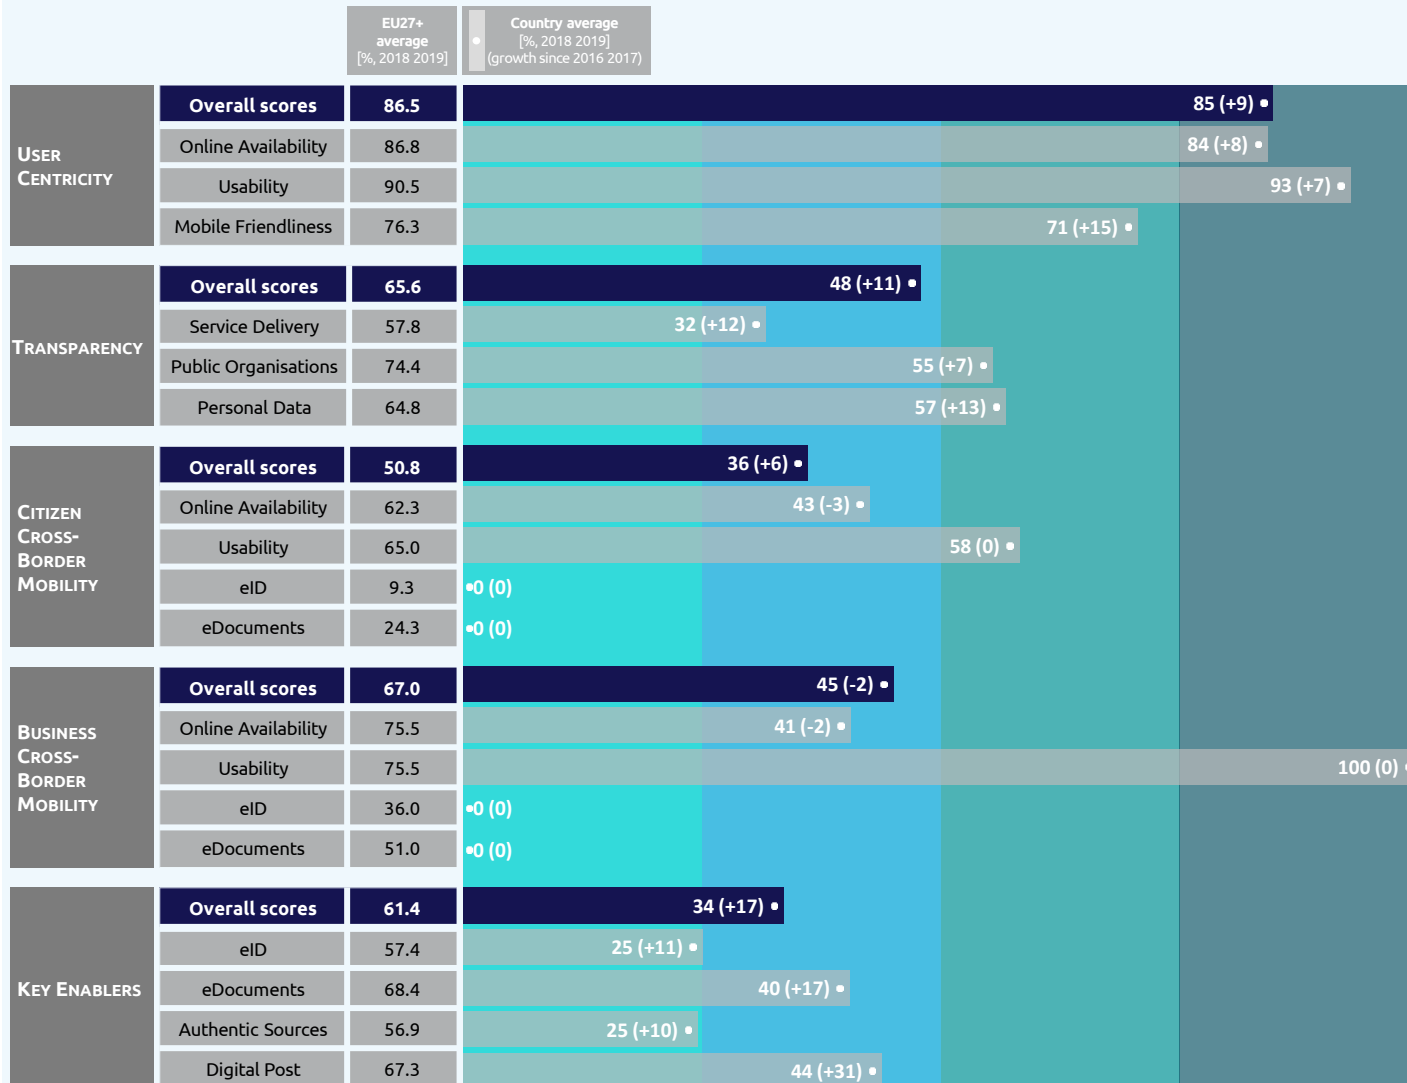 EU27+
average
[%, 2018 2019]
Country average
[%, 2018 2019]
(growth since 2016 2017)
USER
CENTRICITY
Overall scores 86.5 85 (+9)
Online Availability 86.8 84 (+8)
Usability 90.5 93 (+7)
Mobile Friendliness 76.3 71 (+15)
TRANSPARENCY
Overall scores 65.6 48 (+11)
Service Delivery 57.8 32 (+12)
Public Organisations 74.4 55 (+7)
Personal Data 64.8 57 (+13)
CITIZEN
CROSS-
BORDER
MOBILITY
Overall scores 50.8 36 (+6)
Online Availability 62.3 43 (-3)
Usability 65.0 58 (0)
eID 9.3 0 (0)
eDocuments 24.3 0 (0)
BUSINESS
CROSS-
BORDER
MOBILITY
Overall scores 67.0 45 (-2)
Online Availability 75.5 41 (-2)
Usability 75.5 100 (0)
eID 36.0 0 (0)
eDocuments 51.0 0 (0)
KEY ENABLERS
Overall scores 61.4 34 (+17)
eID 57.4 25 (+11)
eDocuments 68.4 40 (+17)
Authentic Sources 56.9 25 (+10)
Digital Post 67.3 44 (+31)